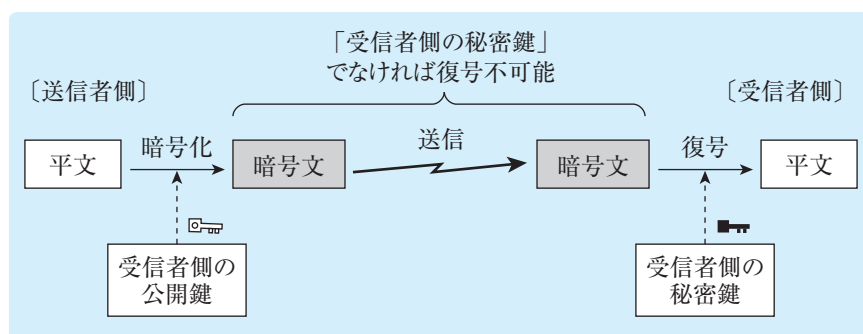 「受信者側の秘密鍵」
でなければ復号不可能
〔送信者側〕
〔受信者側〕
平文
暗号化
暗号文
送信
暗号文
復号
平文
受信者側の
公開鍵
受信者側の
秘密鍵